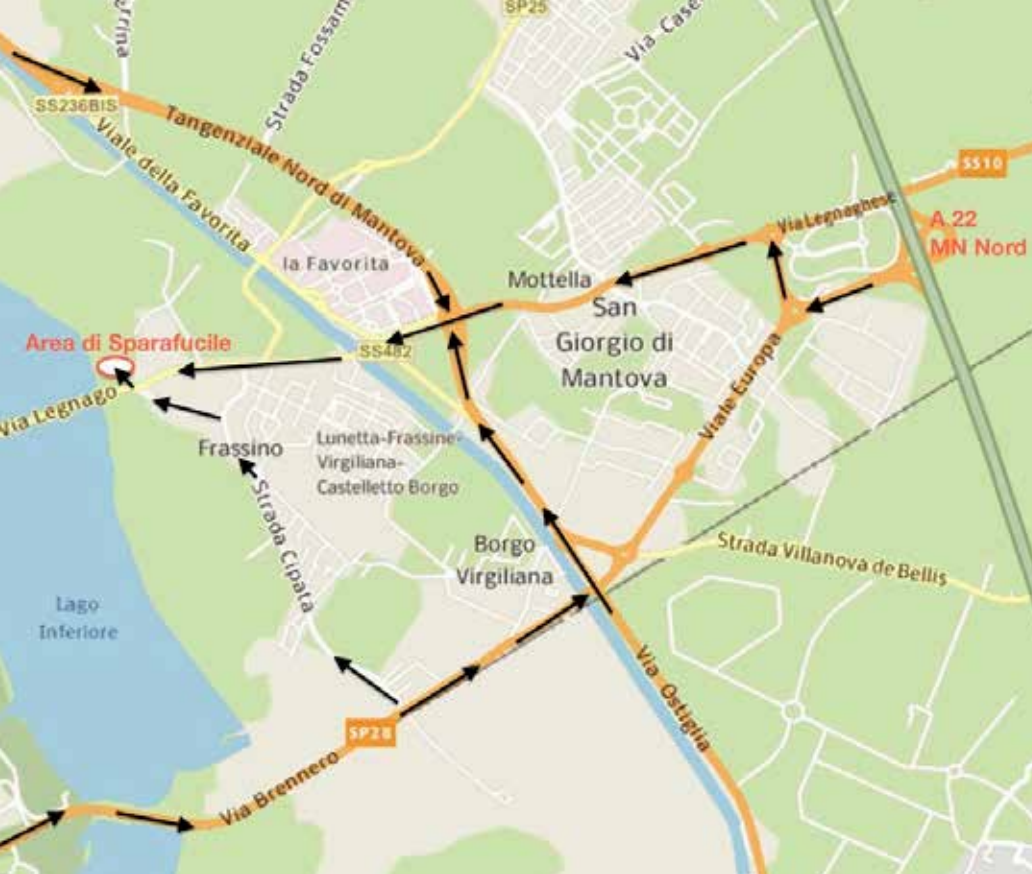 SP25
Via Case
Strada Fossam
SS236BIS
Tangenziale Nord di Mantova
Viale della Favorita
SS10
Via Legnaghese
A.22
MN Nord
la Favorita
Mottella
San
Giorgio di
Mantova
Area di Sparafucile
SS482
Viale Europa
Via Legnago
Frassino
Lunetta-Frassine-
Virgiliana-
Castelletto Borgo
Strada Cipata
Borgo
Virgiliana
Strada Villanova de Bellis
Lago
Inferiore
Via Ostiglia
SP28
Via Brennero